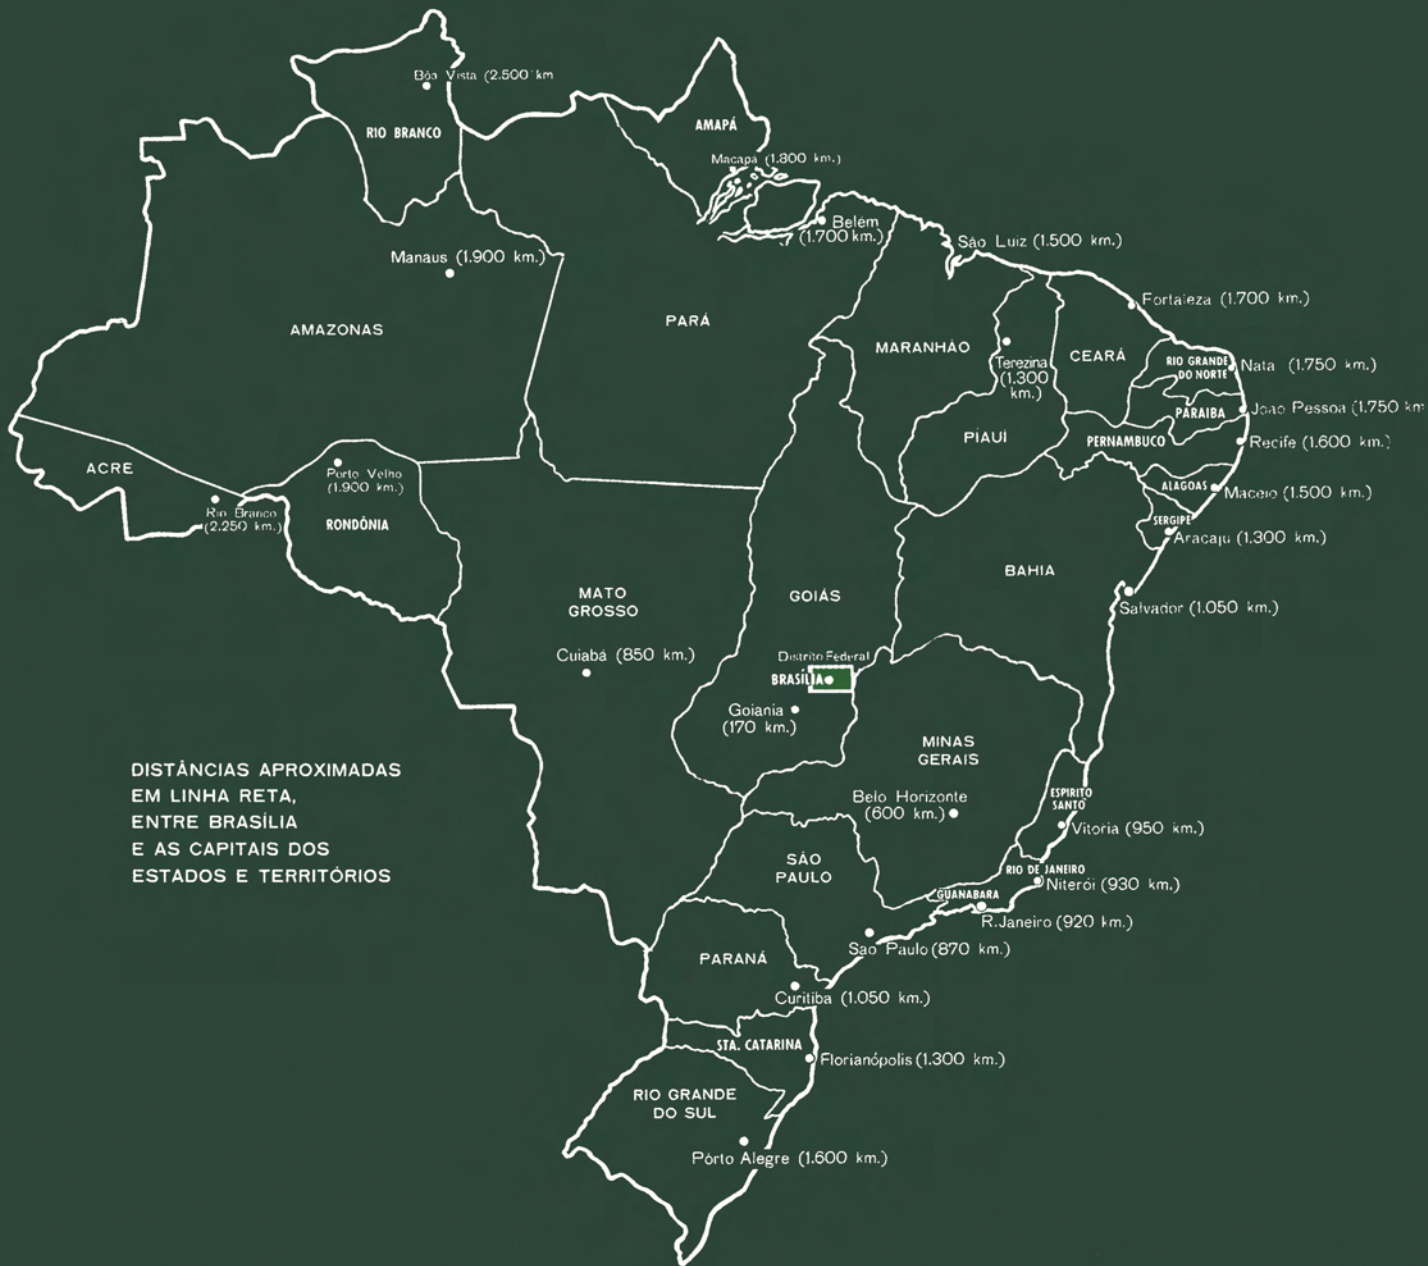 Bôa Vista (2.500 km
RIO BRANCO
AMAPÁ
Macapá (1.800 km.)
Belém
(1.700 km.)
São Luiz (1.500 km.)
Manaus (1.900 km.)
Fortaleza (1.700 km.)
AMAZONAS
PARÁ
MARANHÃO
Terezina
(1.300
km.)
CEARÁ
RIO GRANDE
DO NORTE
Nata (1.750 km.)
João Pessoa (1.750 km
PARAIBA
PIAUÍ
PERNAMBUCO
Recife (1.600 km.)
ACRE
Porto Velho
(1.900 km.)
ALAGOAS
Maceio (1.500 km.)
Rio Branco
(2.250 km.)
RONDÔNIA
SERGIPE
Aracaju (1.300 km.)
BAHIA
MATO
GROSSO
GOIÁS
Salvador (1.050 km.)
Cuiabá (850 km.)
Distrito Federal
BRASÍLIA
Goiania
(170 km.)
MINAS
GERAIS
DISTÂNCIAS APROXIMADAS
EM LINHA RETA,
ENTRE BRASÍLIA
E AS CAPITAIS DOS
ESTADOS E TERRITÓRIOS
Belo Horizonte
(600 km.)
ESPIRITO
SANTO
Vitoria (950 km.)
SÃO
PAULO
RIO DE JANEIRO
Niterói (930 km.)
GUANABARA
R.Janeiro (920 km.)
Sao Paulo (870 km.)
PARANÁ
Curitiba (1.050 km.)
STA. CATARINA
Florianópolis (1.300 km.)
RIO GRANDE
DO SUL
Pôrto Alegre (1.600 km.)